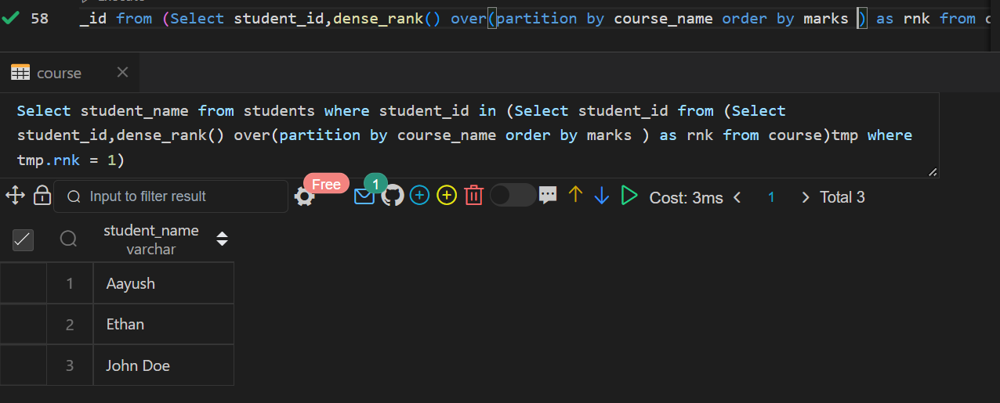 58 _id from (Select student_id,dense_rank() over(partition by course_name order by marks ) as rnk from
course
Select student_name from students where student_id in (Select student_id from (Select
student_id,dense_rank() over(partition by course_name order by marks ) as rnk from course)tmp where
tmp.rnk = 1)
Input to filter result Free 1 Cost: 3ms 1 Total 3
student_name
varchar
1 Aayush
2 Ethan
3 John Doe